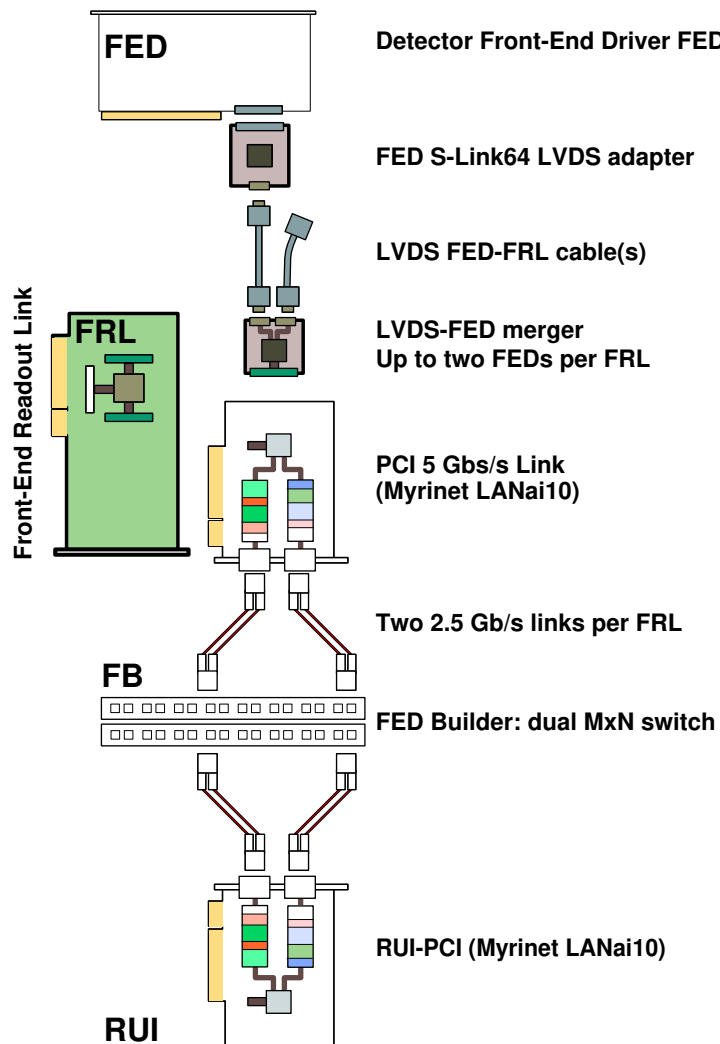 FED
Detector Front-End Driver FED
FED S-Link64 LVDS adapter
LVDS FED-FRL cable(s)
Front-End Readout Link
FRL
LVDS-FED merger
Up to two FEDs per FRL
PCI 5 Gbs/s Link
(Myrinet LANai10)
Two 2.5 Gb/s links per FRL
FB
FED Builder: dual MxN switch
RUI-PCI (Myrinet LANai10)
RUI